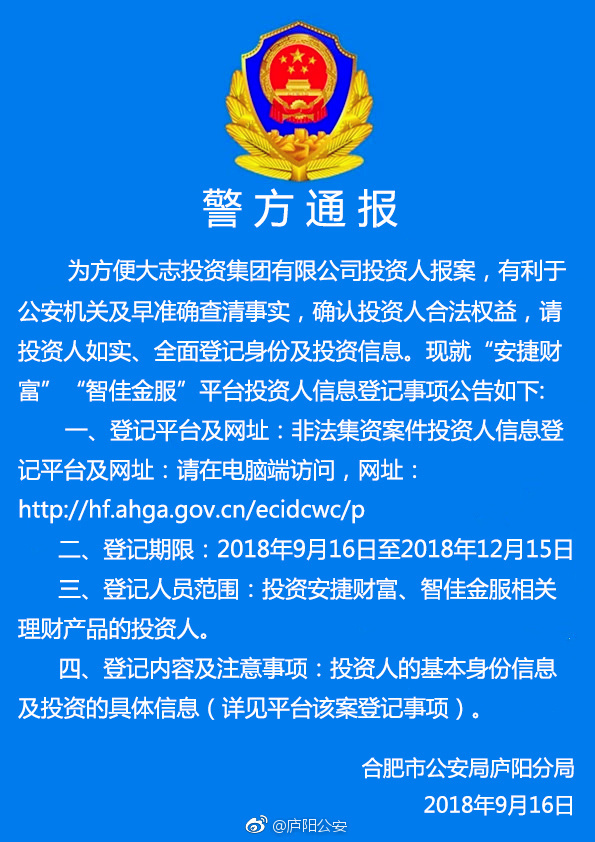 警方通报
为方便大志投资集团有限公司投资人报案，有利于
公安机关及早准确查清事实，确认投资人合法权益，请
投资人如实、全面登记身份及投资信息。现就“安捷财
富”“智佳金服”平台投资人信息登记事项公告如下:
一、登记平台及网址：非法集资案件投资人信息登
记平台及网址：请在电脑端访问，网址：
http://hf.ahga.gov.cn/ecidcwc/p
二、登记期限：2018年9月16日至2018年12月15日
三、登记人员范围：投资安捷财富、智佳金服相关
理财产品的投资人。
四、登记内容及注意事项：投资人的基本身份信息
及投资的具体信息（详见平台该案登记事项）。
合肥市公安局庐阳分局
2018年9月16日
@庐阳公安